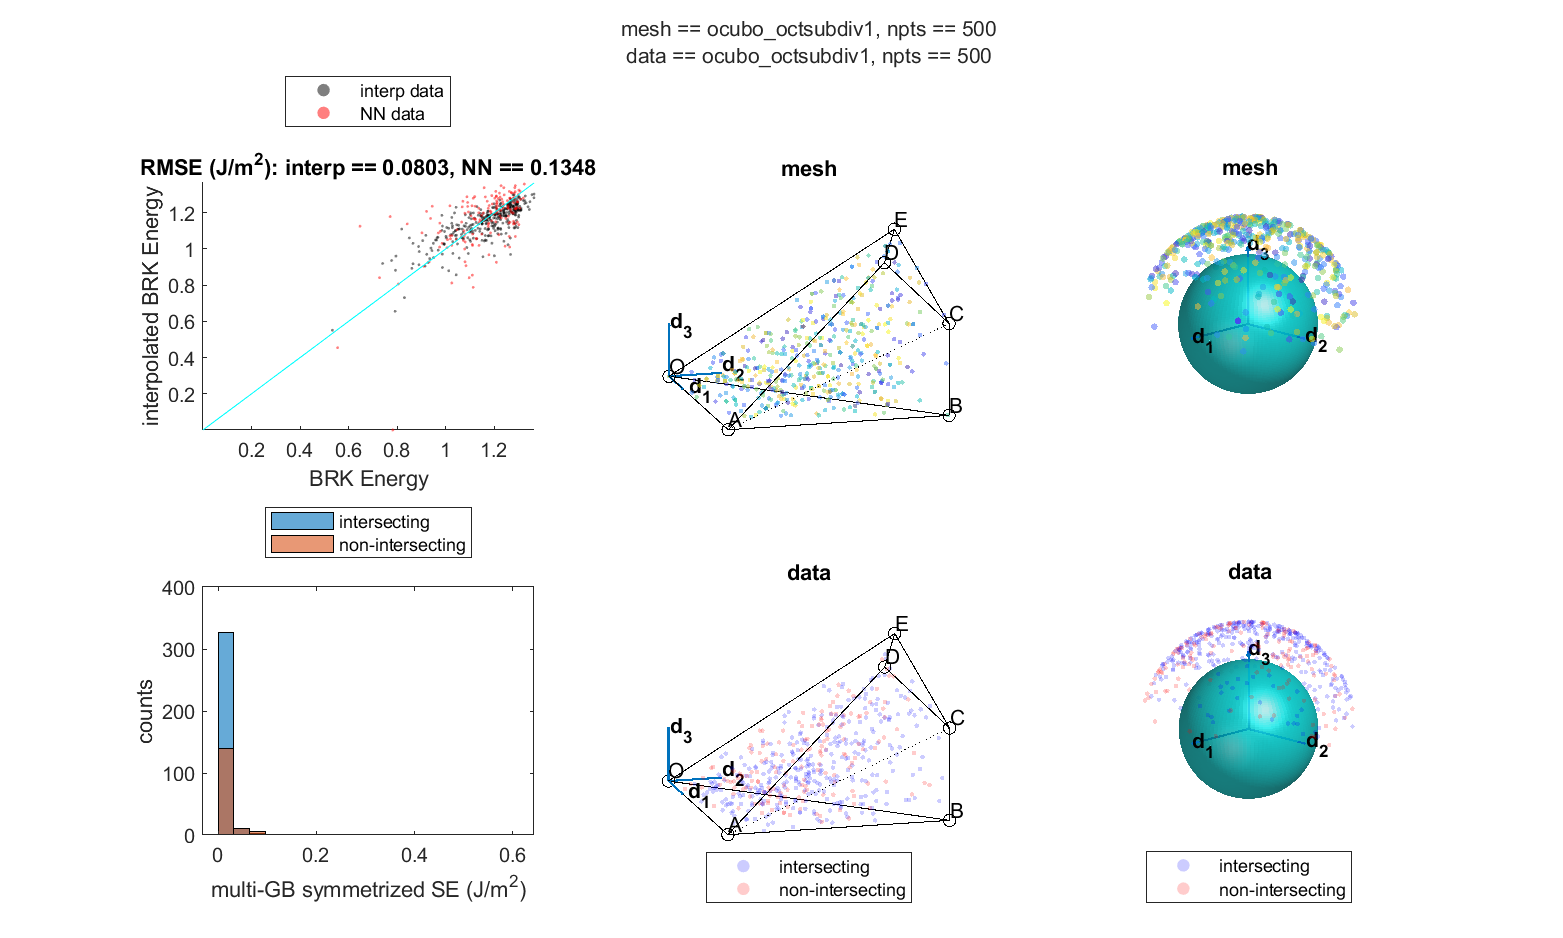 mesh == ocubo_octsubdiv1, npts == 500
data == ocubo_octsubdiv1, npts == 500
interp data
NN data
RMSE (J/m²): interp == 0.0803, NN == 0.1348
interpolated BRK Energy
1.2
1
0.8
0.6
0.4
0.2
0.2 0.4 0.6 0.8 1 1.2
BRK Energy
mesh
E
D
C
d₃
O
d₂
d₁
A
B
mesh
d₃
d₁
d₂
intersecting
non-intersecting
counts
400
300
200
100
0
0 0.2 0.4 0.6
multi-GB symmetrized SE (J/m²)
data
E
D
C
d₃
O
d₂
d₁
A
B
intersecting
non-intersecting
data
d₃
d₁
d₂
intersecting
non-intersecting